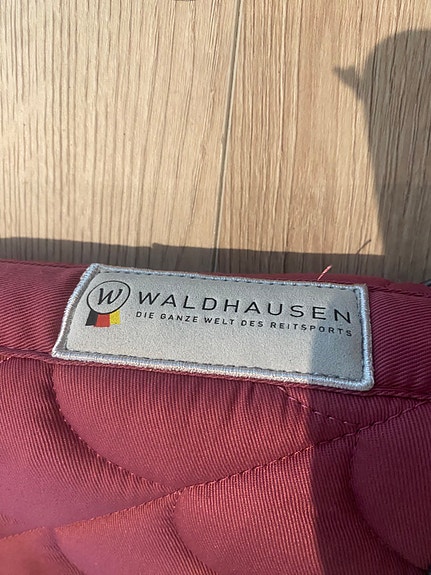 W WALDHAUSEN
DIE GANZE WELT DES REITSPORTS